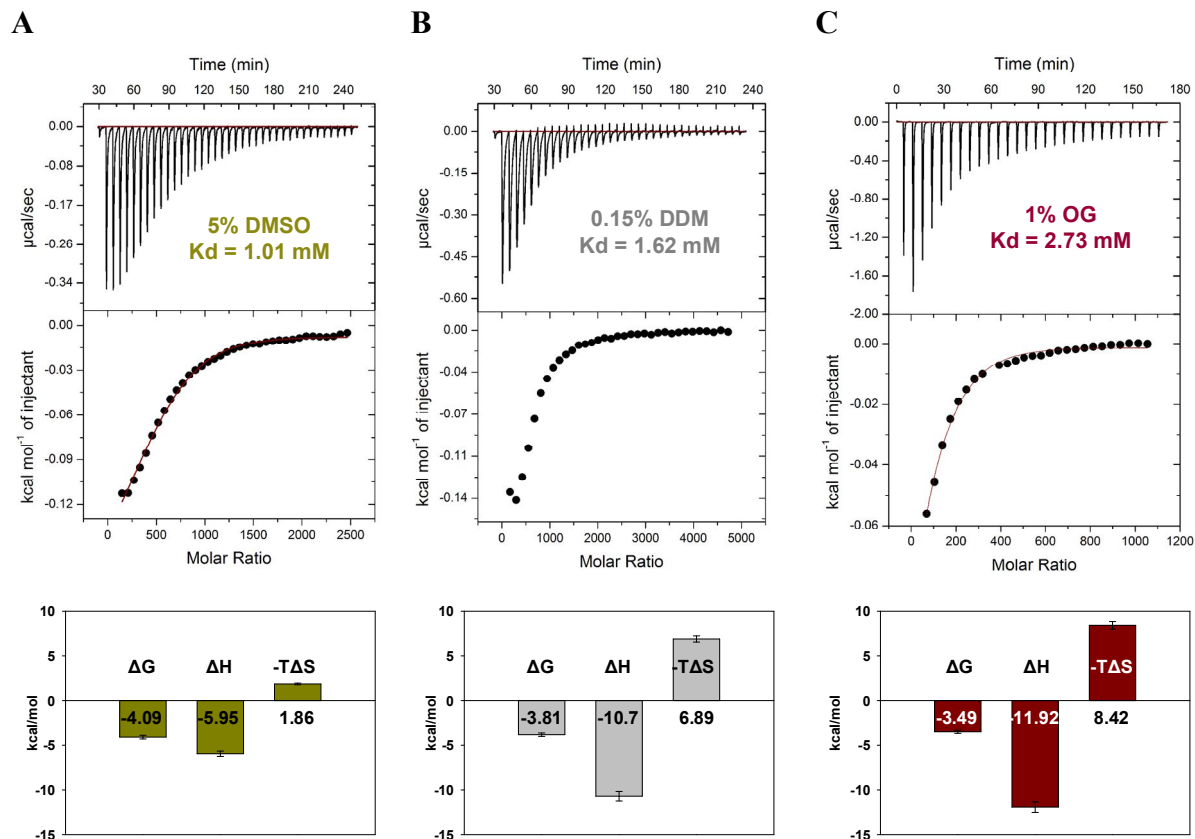 A
Time (min)
30 60 90 120 150 180 210 240
0.00
-0.08
-0.17
-0.26
-0.34
µcal/sec
5% DMSO
Kd = 1.01 mM
0.00
-0.03
-0.06
-0.09
-0.12
kcal mol⁻¹ of injectant
0 500 1000 1500 2000 2500
Molar Ratio
10
5
0
-5
-10
-15
kcal/mol
ΔG ΔH -TΔS
-4.09 -5.95 1.86
B
Time (min)
30 60 90 120 150 180 210 240
0.00
-0.15
-0.30
-0.45
-0.60
µcal/sec
0.15% DDM
Kd = 1.62 mM
0.00
-0.04
-0.07
-0.11
-0.14
kcal mol⁻¹ of injectant
0 1000 2000 3000 4000 5000
Molar Ratio
10
5
0
-5
-10
-15
kcal/mol
ΔG ΔH -TΔS
-3.81 -10.7 6.89
C
Time (min)
0 30 60 90 120 150 180
0.00
-0.40
-0.80
-1.20
-1.60
-2.00
µcal/sec
1% OG
Kd = 2.73 mM
0.00
-0.02
-0.04
-0.06
kcal mol⁻¹ of injectant
0 200 400 600 800 1000 1200
Molar Ratio
10
5
0
-5
-10
-15
kcal/mol
ΔG ΔH -TΔS
-3.49 -11.92 8.42